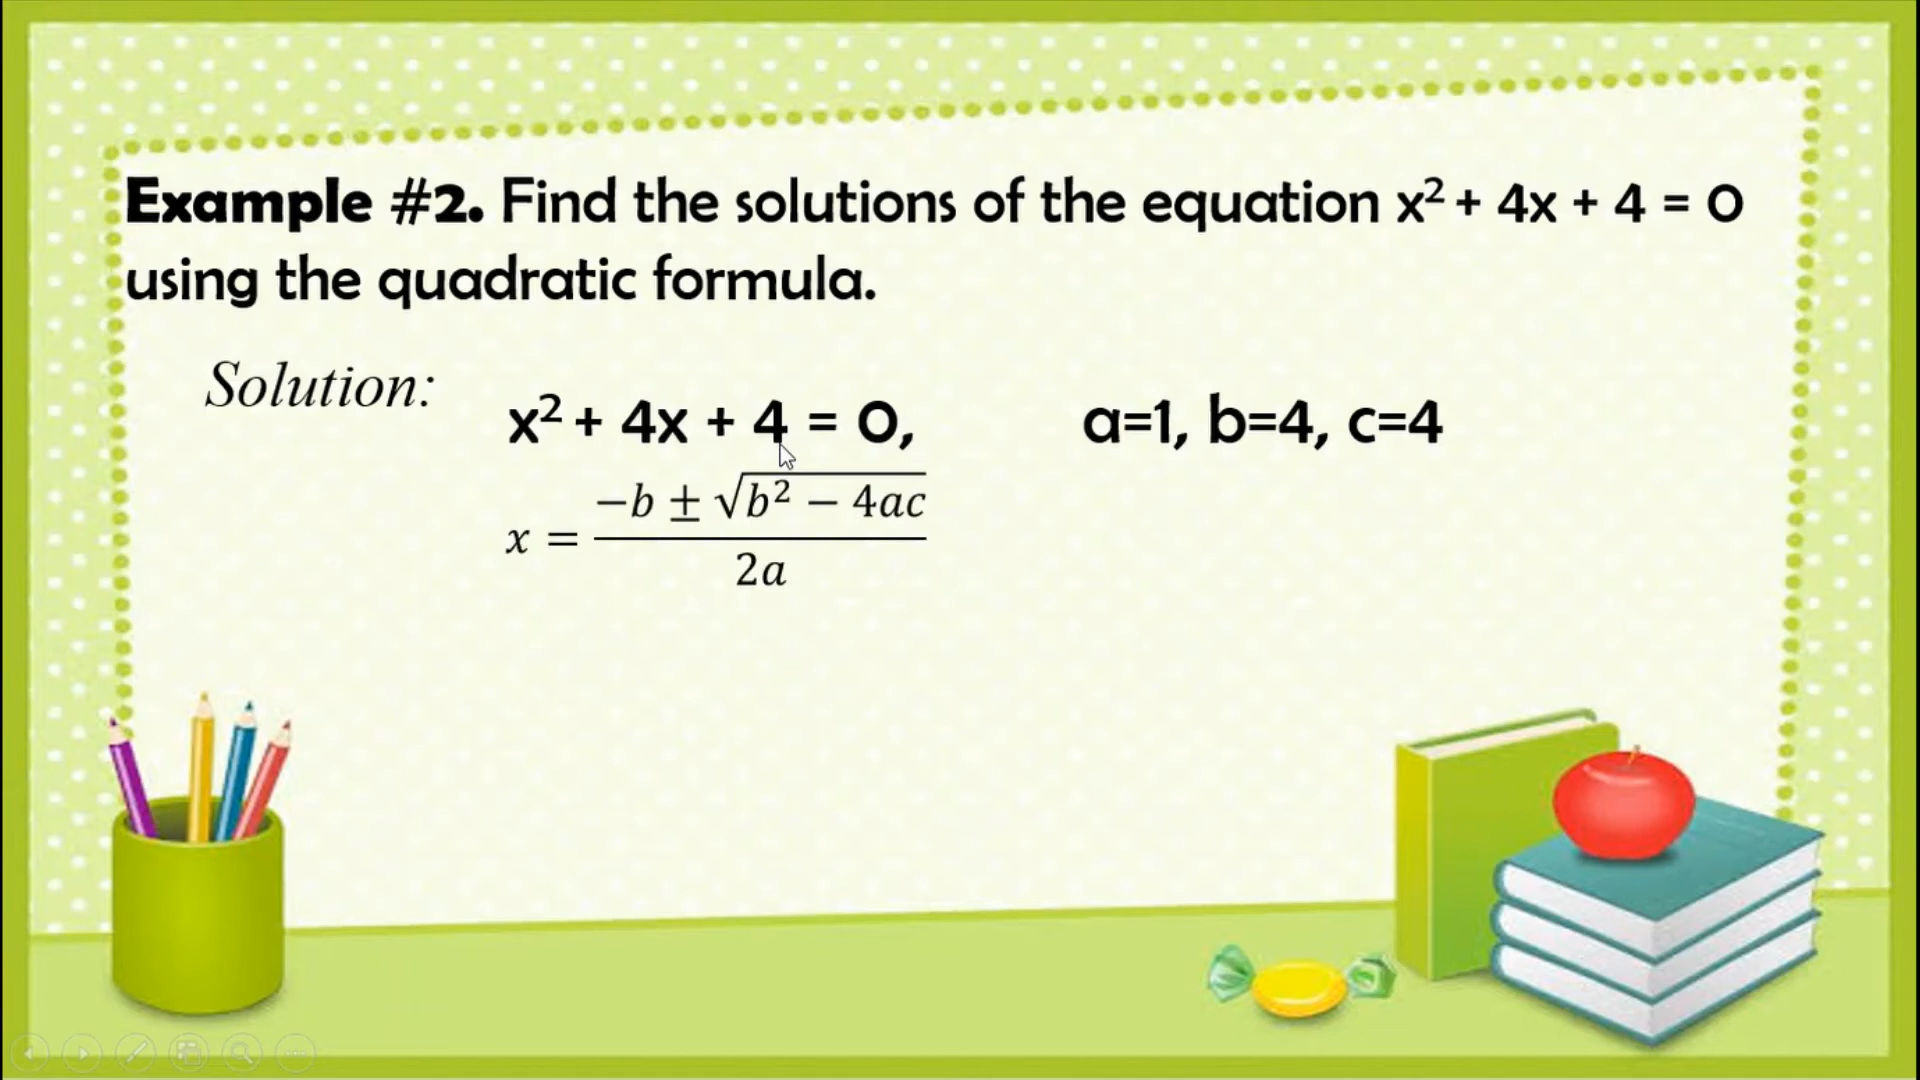 Example #2. Find the solutions of the equation x² + 4x + 4 = 0
using the quadratic formula.
Solution:
x² + 4x + 4 = 0, a=1, b=4, c=4
x = (−b ± √(b² − 4ac)) / 2a